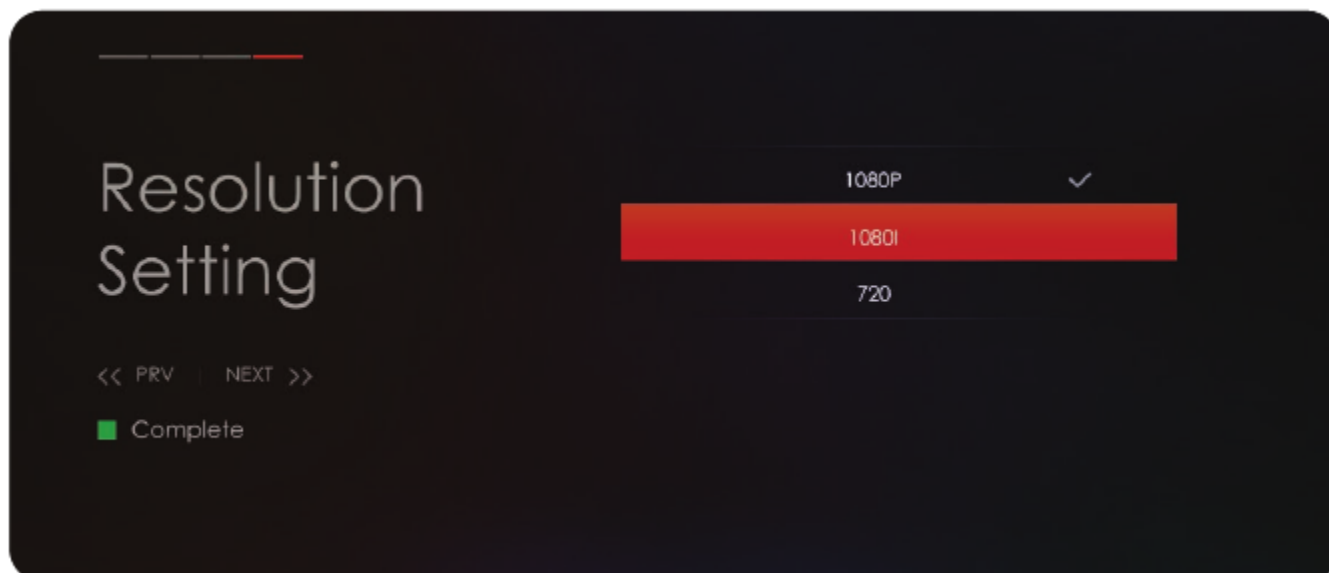 Resolution
Setting
<< PRV | NEXT >>
Complete
1080P
1080I
720